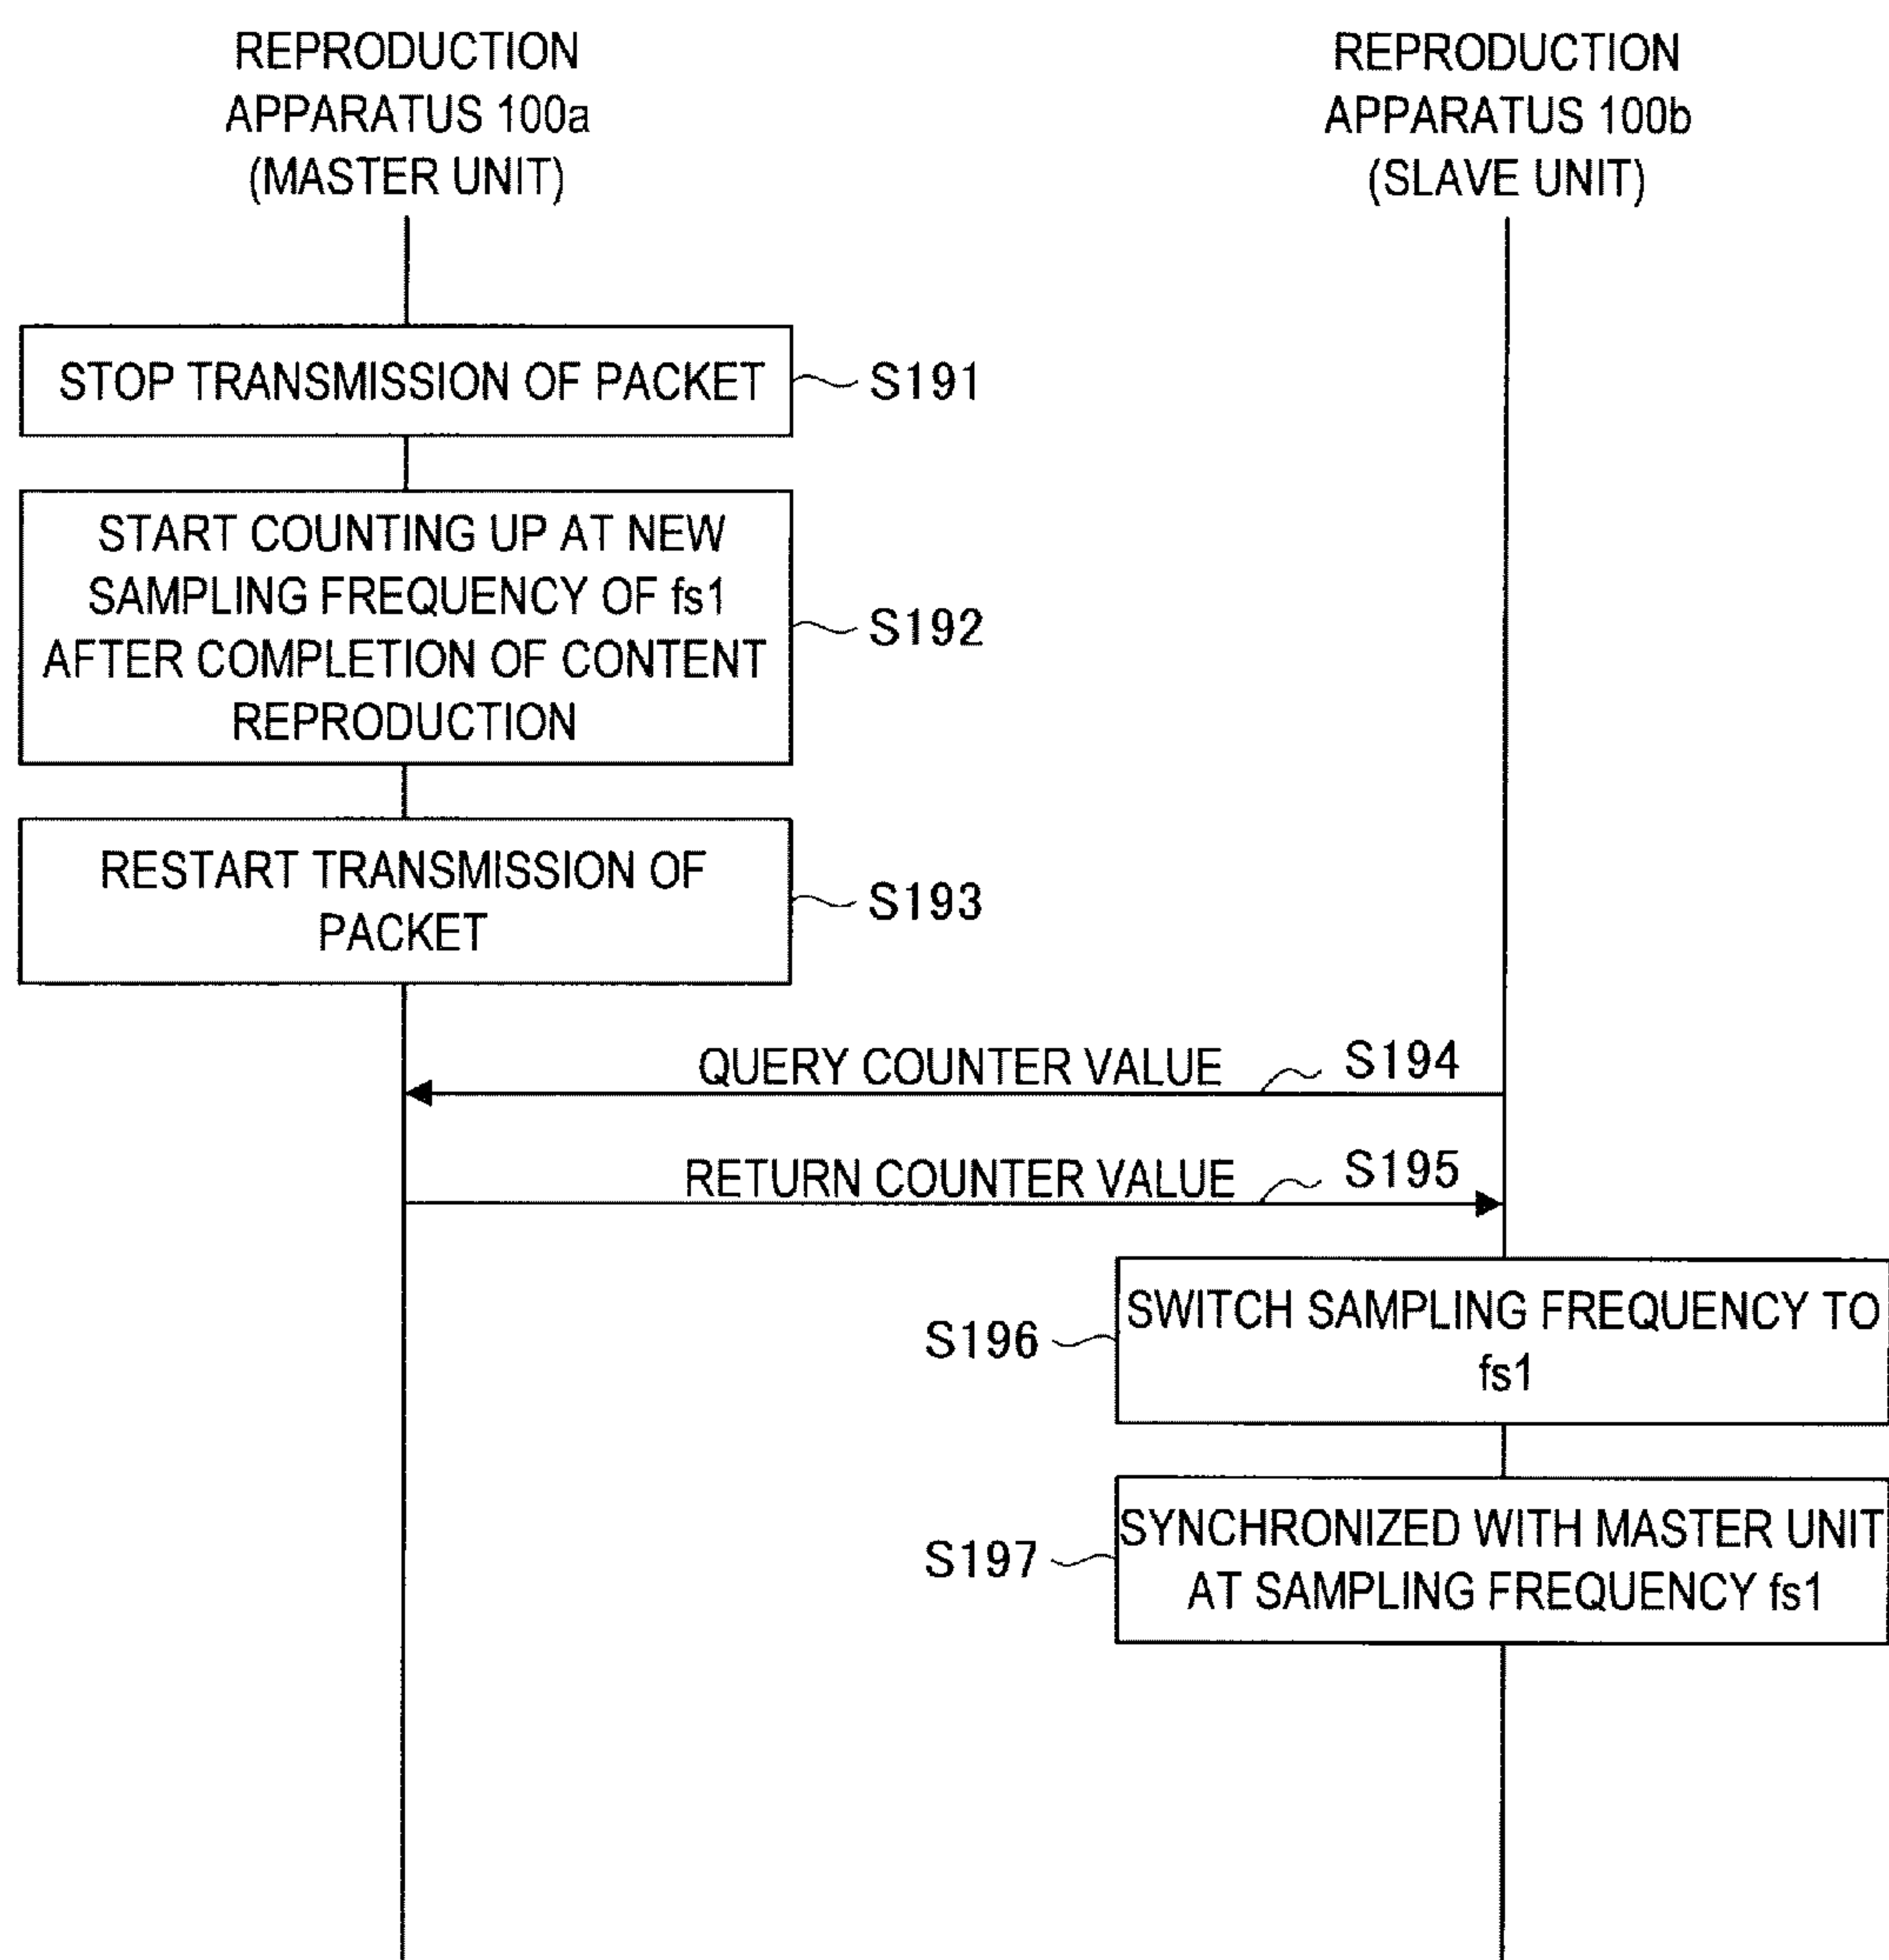 REPRODUCTION
APPARATUS 100a
(MASTER UNIT)
REPRODUCTION
APPARATUS 100b
(SLAVE UNIT)
STOP TRANSMISSION OF PACKET
S191
START COUNTING UP AT NEW
SAMPLING FREQUENCY OF fs1
AFTER COMPLETION OF CONTENT
REPRODUCTION
S192
RESTART TRANSMISSION OF
PACKET
S193
QUERY COUNTER VALUE
S194
RETURN COUNTER VALUE
S195
S196
SWITCH SAMPLING FREQUENCY TO
fs1
S197
SYNCHRONIZED WITH MASTER UNIT
AT SAMPLING FREQUENCY fs1